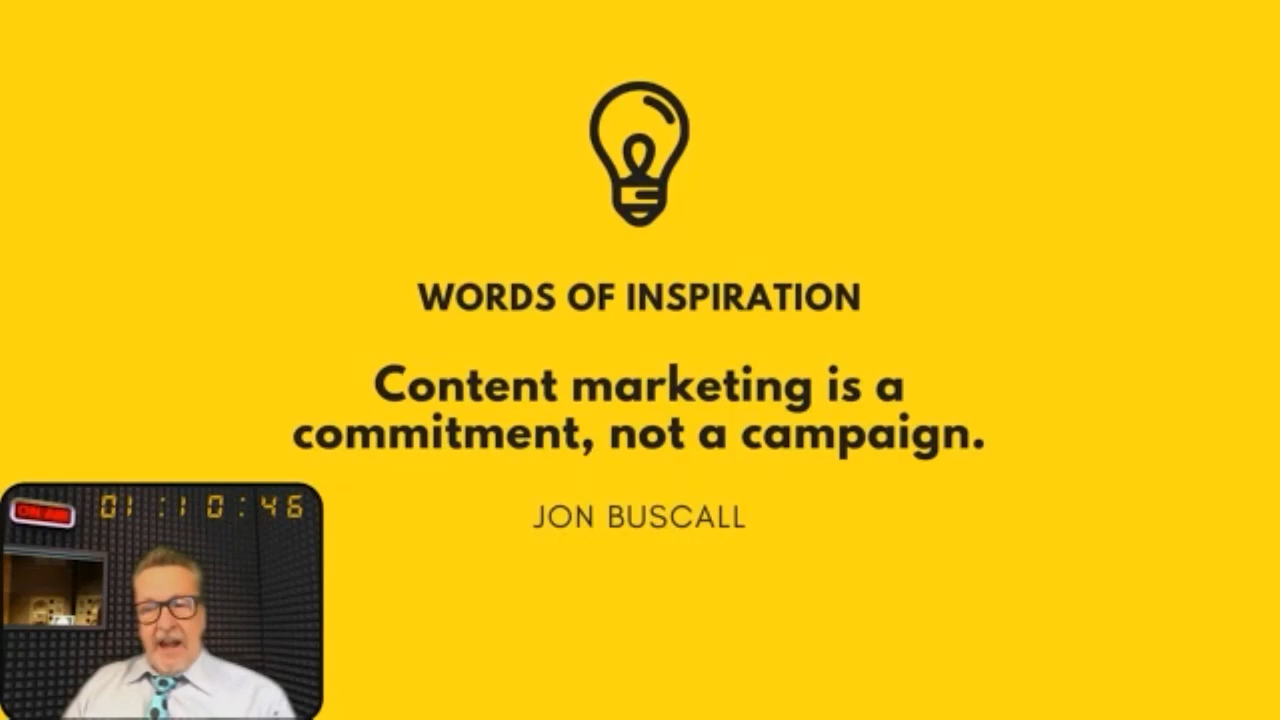 WORDS OF INSPIRATION
Content marketing is a
commitment, not a campaign.
JON BUSCALL
ON AIR
01:10:46